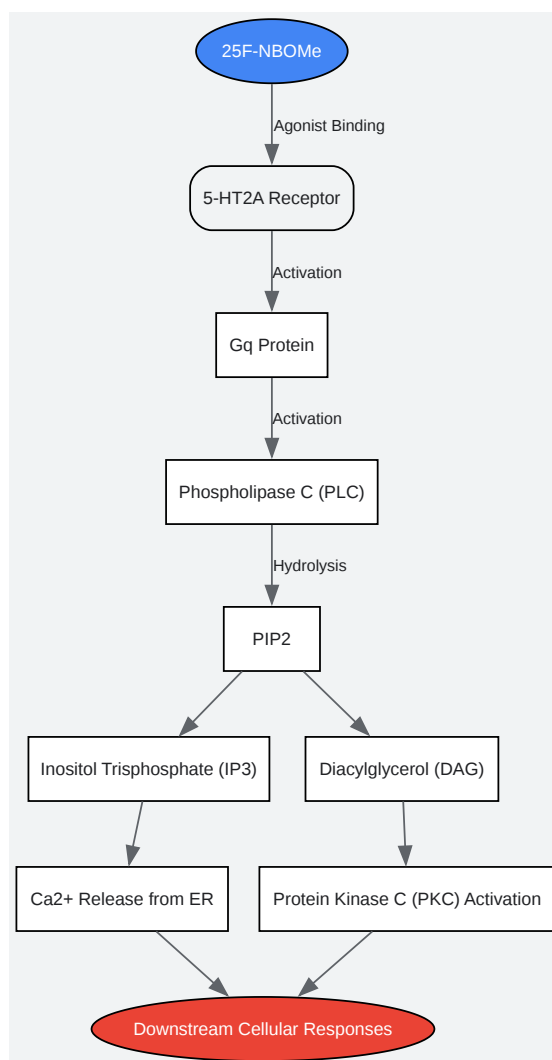 25F-NBOMe
Agonist Binding
5-HT2A Receptor
Activation
Gq Protein
Activation
Phospholipase C (PLC)
Hydrolysis
PIP2
Inositol Trisphosphate (IP3)
Diacylglycerol (DAG)
Ca2+ Release from ER
Protein Kinase C (PKC) Activation
Downstream Cellular Responses